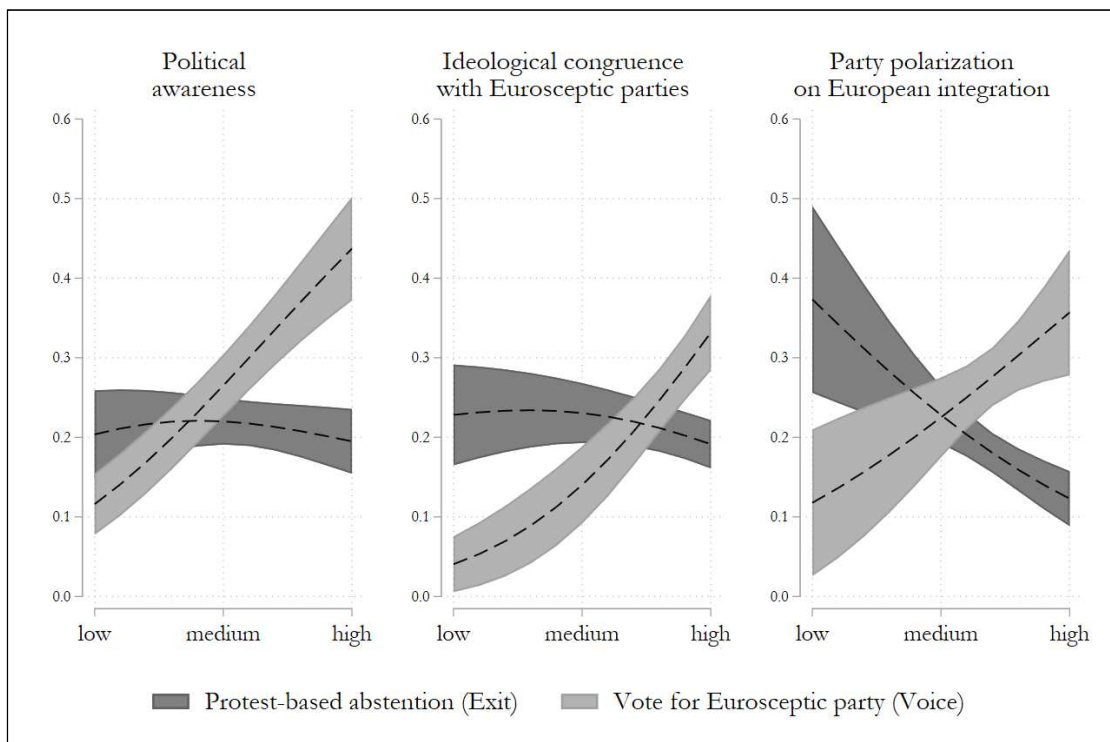 Political
awareness
0.6
0.5
0.4
0.3
0.2
0.1
0.0
low medium high
Ideological congruence
with Eurosceptic parties
0.6
0.5
0.4
0.3
0.2
0.1
0.0
low medium high
Party polarization
on European integration
0.6
0.5
0.4
0.3
0.2
0.1
0.0
low medium high
Protest-based abstention (Exit) Vote for Eurosceptic party (Voice)